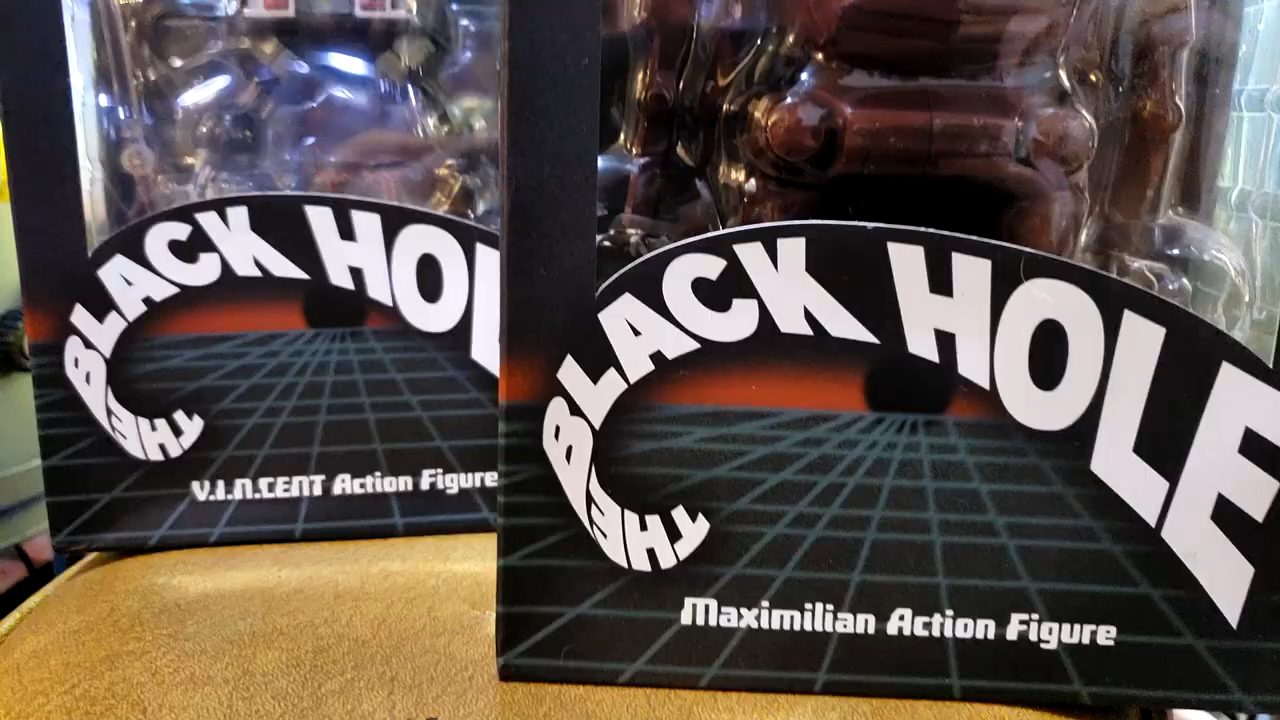 THE BLACK HOL
V.I.N.CENT Action Figure
THE BLACK HOLE
Maximilian Action Figure